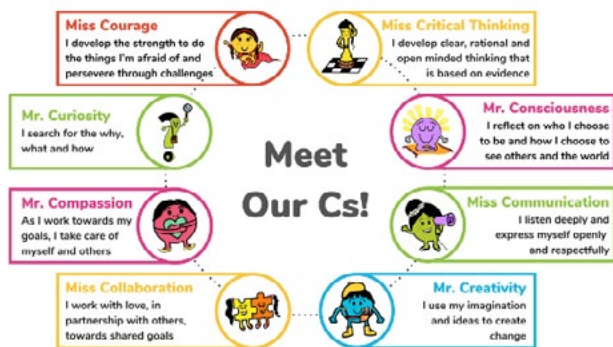 Miss Courage
I develop the strength to do
the things I'm afraid of and
persevere through challenges
Miss Critical Thinking
I develop clear, rational and
open minded thinking that
is based on evidence
Mr. Curiosity
I search for the why,
what and how
Mr. Consciousness
I reflect on who I choose
to be and how I choose to
see others and the world
Meet
Our Cs!
Mr. Compassion
As I work towards my
goals, I take care of
myself and others
Miss Communication
I listen deeply and
express myself openly
and respectfully
Miss Collaboration
I work with love, in
partnership with others,
towards shared goals
Mr. Creativity
I use my imagination
and ideas to create
change